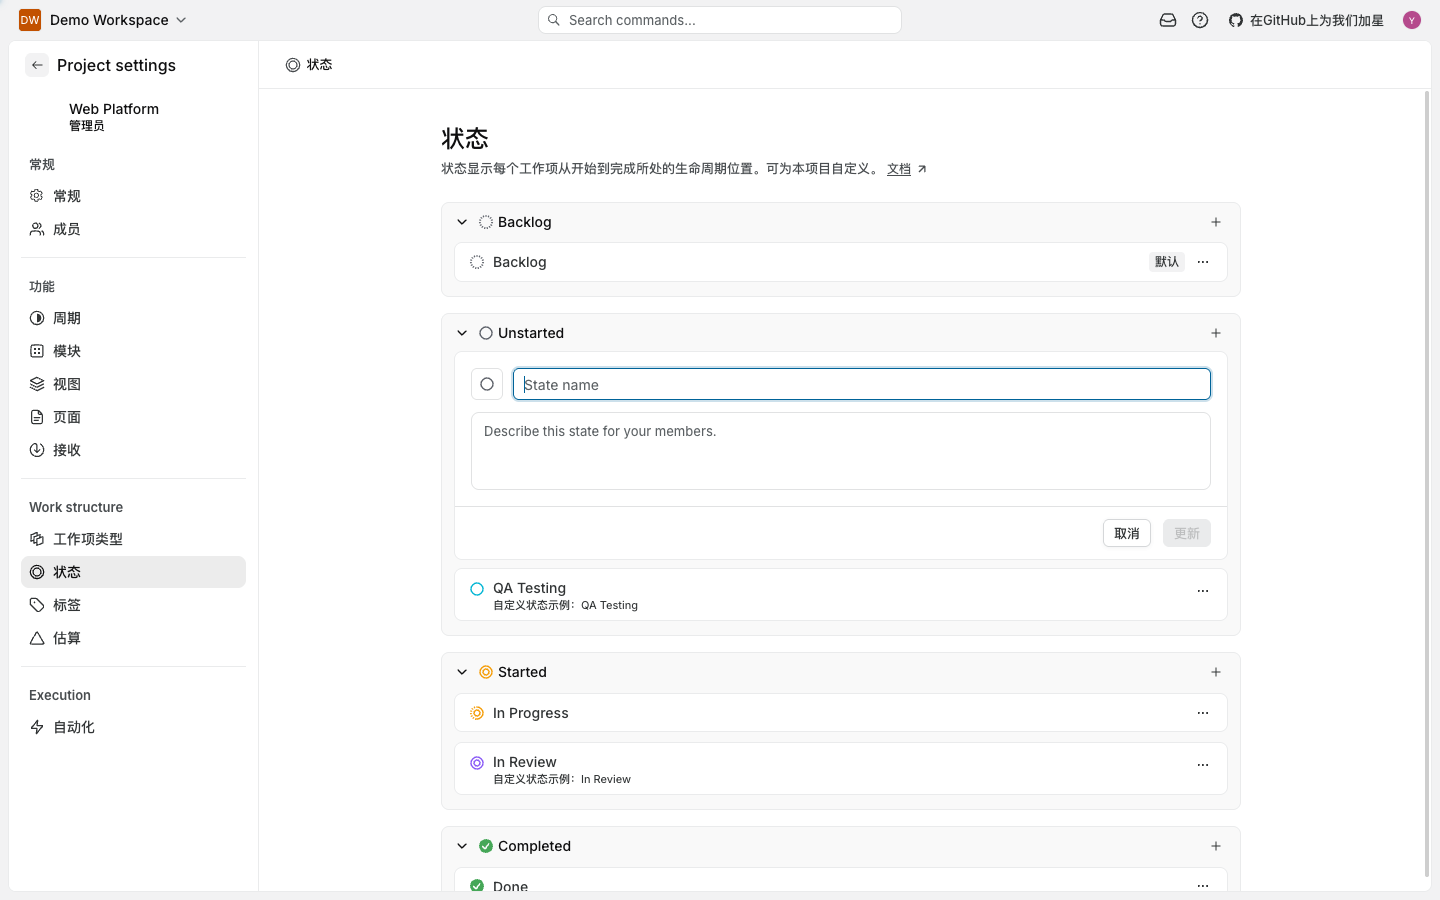 DW
Demo Workspace
Search commands...
在GitHub上为我们加星
Y
Project settings
Web Platform
管理员
常规
常规
成员
功能
周期
模块
视图
页面
接收
Work structure
工作项类型
状态
标签
估算
Execution
自动化
状态
状态
状态显示每个工作项从开始到完成所处的生命周期位置。可为本项目自定义。 文档
Backlog
Backlog
默认
Unstarted
State name
Describe this state for your members.
取消
更新
QA Testing
自定义状态示例：QA Testing
Started
In Progress
In Review
自定义状态示例：In Review
Completed
Done